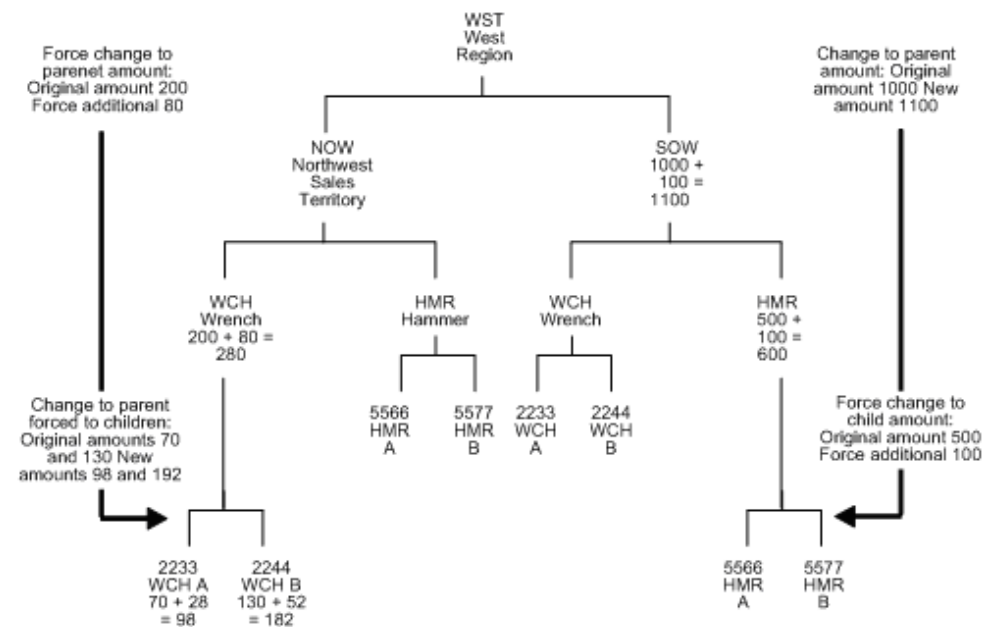 WST
West
Region
Force change to
parenet amount:
Original amount 200
Force additional 80
Change to parent
amount: Original
amount 1000 New
amount 1100
NOW
Northwest
Sales
Territory
SOW
1000 +
100 =
1100
WCH
Wrench
200 + 80 =
280
HMR
Hammer
WCH
Wrench
HMR
500 +
100 =
600
5566
HMR
A
5577
HMR
B
2233
WCH
A
2244
WCH
B
Change to parent
forced to children:
Original amounts 70
and 130 New
amounts 98 and 192
Force change to
child amount:
Original amount 500
Force additional 100
2233
WCH A
70 + 28
= 98
2244
WCH B
130 + 52
= 182
5566
HMR
A
5577
HMR
B